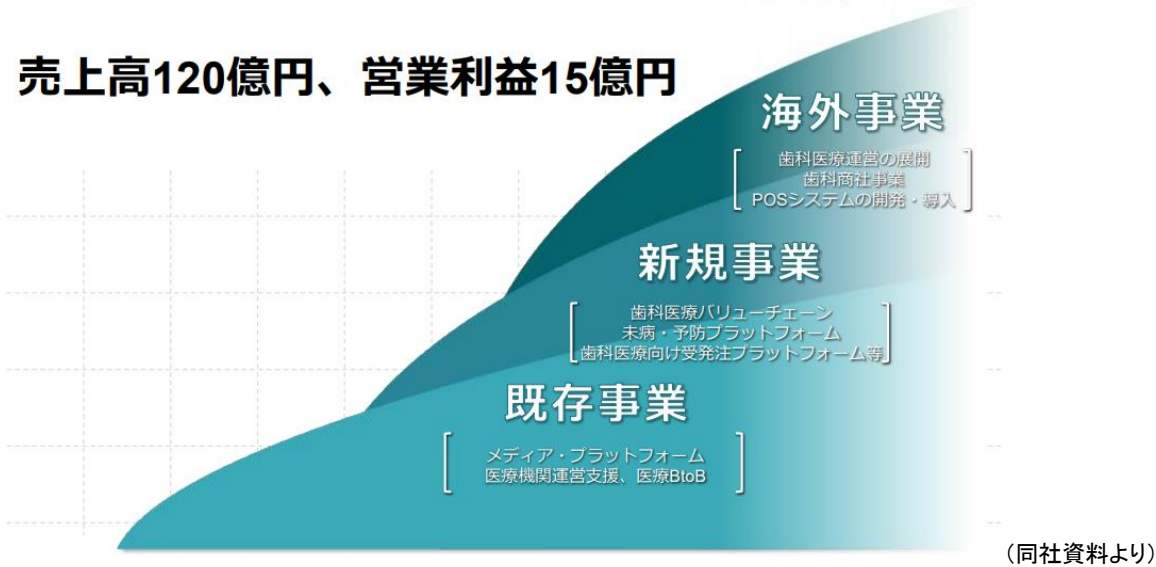 売上高120億円、営業利益15億円
海外事業
歯科医療運営の展開
歯科商社事業
POSシステムの開発・導入
新規事業
歯科医療バリューチェーン
未病・予防プラットフォーム
歯科医療向け受発注プラットフォーム等
既存事業
メディア・プラットフォーム
医療機関運営支援、医療BtoB
(同社資料より)